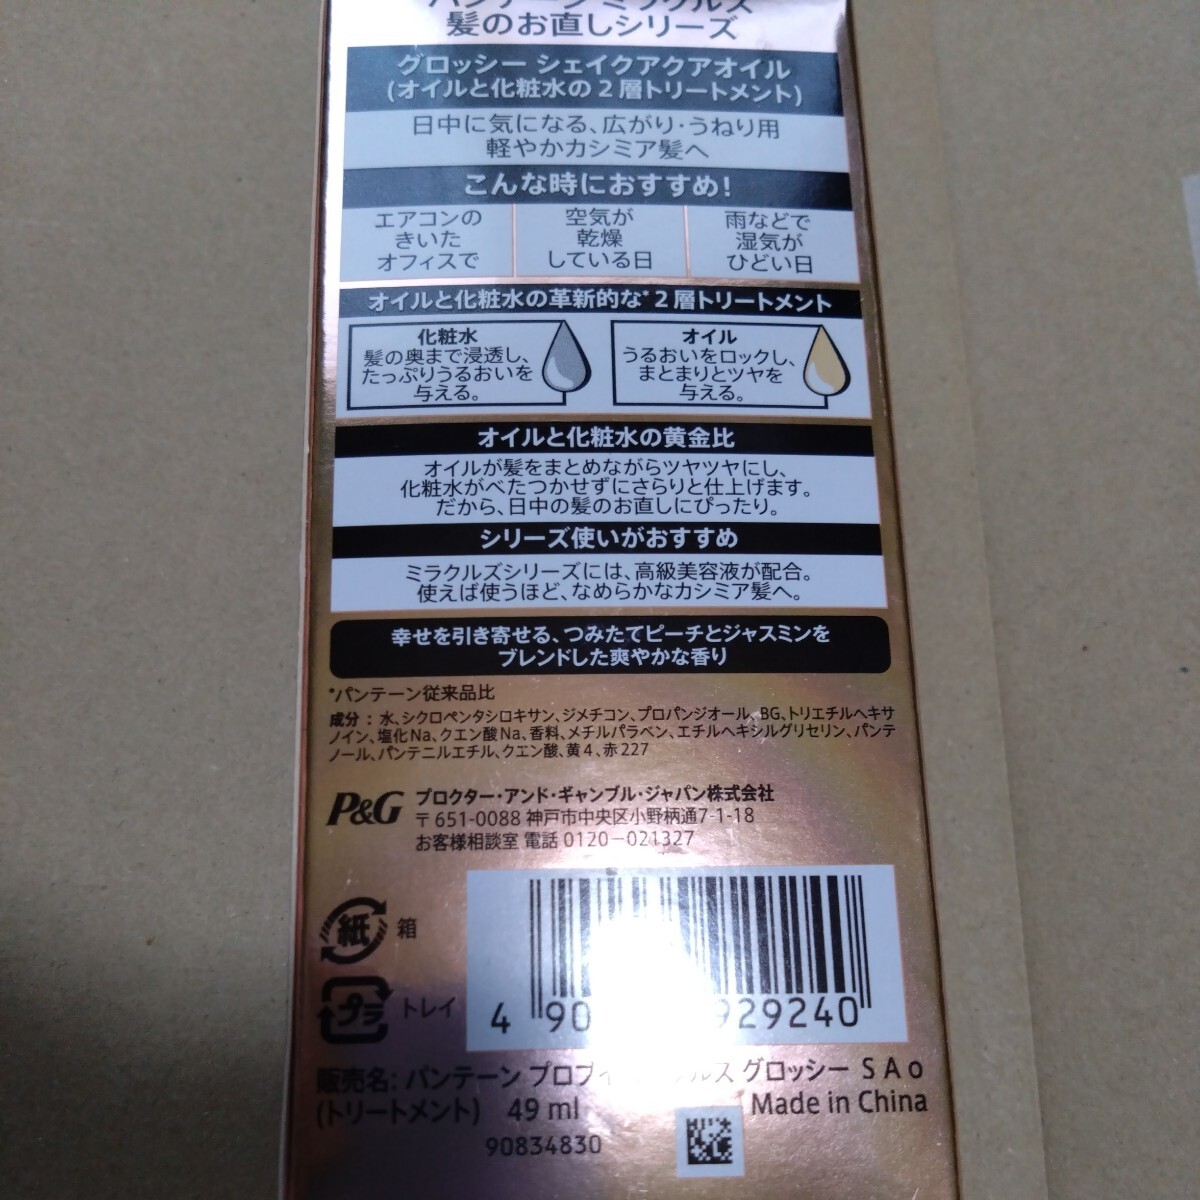 パンテーン ミラクルズ
髪のお直しシリーズ
グロッシー シェイクアクアオイル
(オイルと化粧水の2層トリートメント)
日中に気になる、広がり・うねり用
軽やかカシミア髪へ
こんな時におすすめ!
エアコンの
きいた
オフィスで
空気が
乾燥
している日
雨などで
湿気が
ひどい日
オイルと化粧水の革新的な*2層トリートメント
化粧水
髪の奥まで浸透し、
たっぷりうるおいを
与える。
オイル
うるおいをロックし、
まとまりとツヤを
与える。
オイルと化粧水の黄金比
オイルが髪をまとめながらツヤツヤにし、
化粧水がべたつかせずにさらりと仕上げます。
だから、日中の髪のお直しにぴったり。
シリーズ使いがおすすめ
ミラクルズシリーズには、高級美容液が配合。
使えば使うほど、なめらかなカシミア髪へ。
幸せを引き寄せる、つみたてピーチとジャスミンを
ブレンドした爽やかな香り
*パンテーン従来品比
成分：水、シクロペンタシロキサン、ジメチコン、プロパンジオール、BG、トリエチルヘキサ
ノイン、塩化Na、クエン酸Na、香料、メチルパラベン、エチルヘキシルグリセリン、パンテ
ノール、パンテニルエチル、クエン酸、黄4、赤227
P&G
プロクター・アンド・ギャンブル・ジャパン株式会社
〒651-0088 神戸市中央区小野柄通7-1-18
お客様相談室 電話 0120-021327
紙 箱
プラ トレイ
4 90 929240
販売名: パンテーン グロッシー SAo
(トリートメント) 49 ml
Made in China
90834830